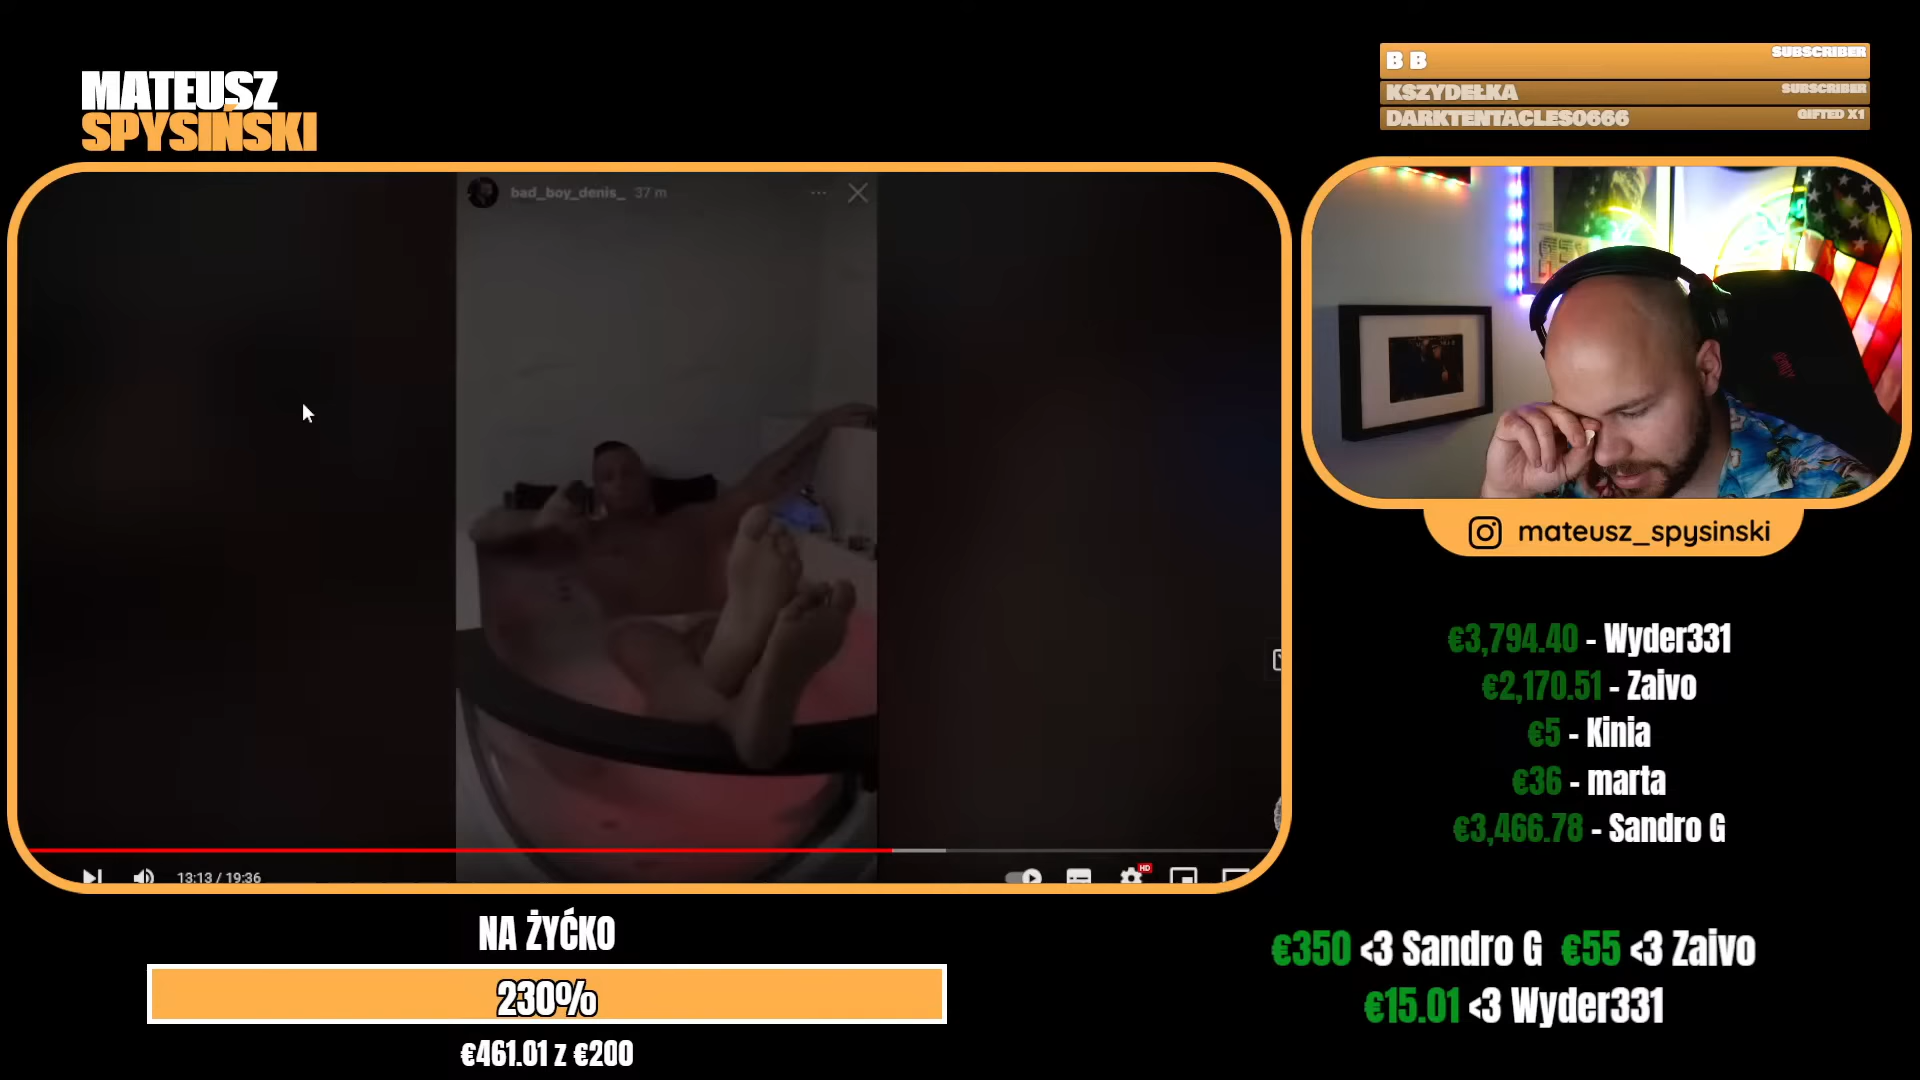 MATEUSZ
SPYSIŃSKI
B B SUBSCRIBER
KSZYDEŁKA SUBSCRIBER
DARKTENTACLES0666 GIFTED X1
bad_boy_denis_ 37 m
mateusz_spysinski
€3,794.40 - Wyder331
€2,170.51 - Zaivo
€5 - Kinia
€36 - marta
€3,466.78 - Sandro G
13:13 / 19:36
HD
NA ŻYĆKO
230%
€461.01 z €200
€350 <3 Sandro G €55 <3 Zaivo
€15.01 <3 Wyder331